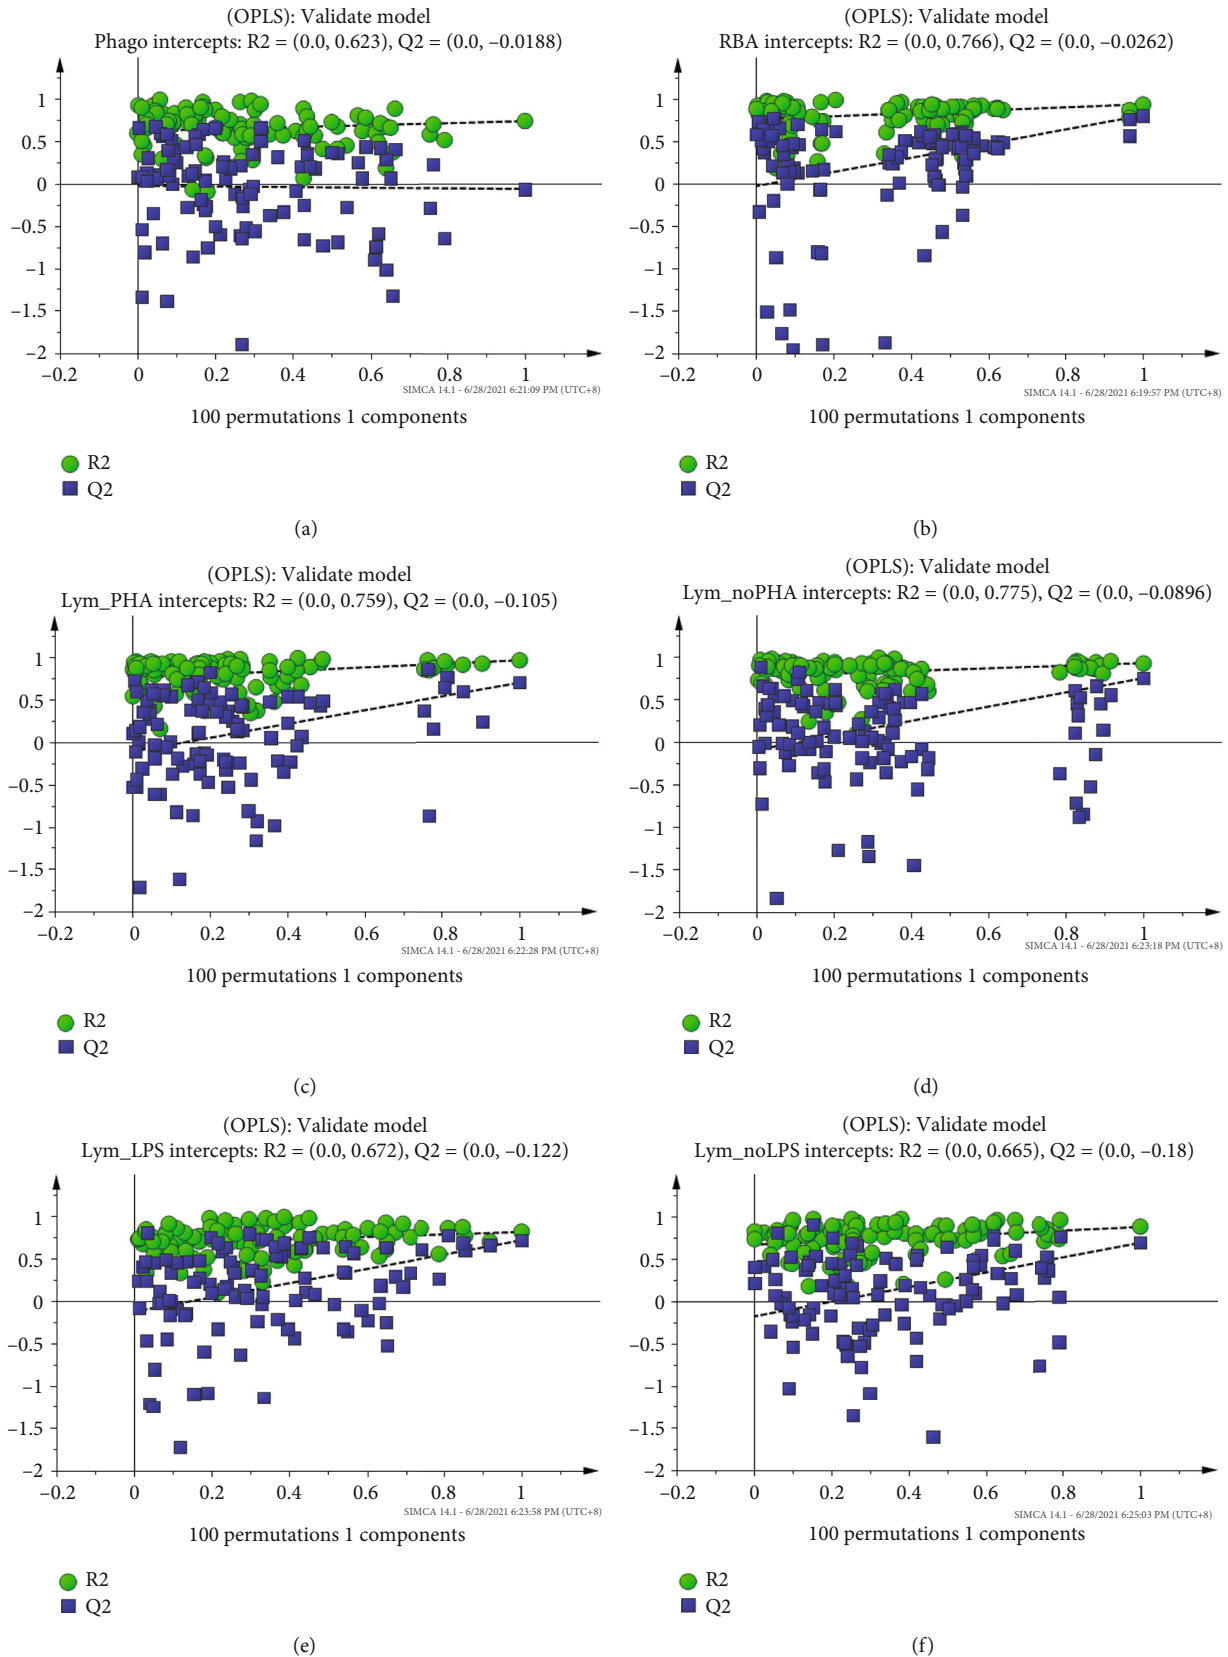 (OPLS): Validate model
Phago intercepts: R2 = (0.0, 0.623), Q2 = (0.0, –0.0188)
1
0.5
0
–0.5
–1
–1.5
–2
–0.2 0 0.2 0.4 0.6 0.8 1
SIMCA 14.1 - 6/28/2021 6:21:09 PM (UTC+8)
100 permutations 1 components
R2
Q2
(a)
(OPLS): Validate model
RBA intercepts: R2 = (0.0, 0.766), Q2 = (0.0, –0.0262)
1
0.5
0
–0.5
–1
–1.5
–2
–0.2 0 0.2 0.4 0.6 0.8 1
SIMCA 14.1 - 6/28/2021 6:19:57 PM (UTC+8)
100 permutations 1 components
R2
Q2
(b)
(OPLS): Validate model
Lym_PHA intercepts: R2 = (0.0, 0.759), Q2 = (0.0, –0.105)
1
0.5
0
–0.5
–1
–1.5
–2
–0.2 0 0.2 0.4 0.6 0.8 1
SIMCA 14.1 - 6/28/2021 6:22:28 PM (UTC+8)
100 permutations 1 components
R2
Q2
(c)
(OPLS): Validate model
Lym_noPHA intercepts: R2 = (0.0, 0.775), Q2 = (0.0, –0.0896)
1
0.5
0
–0.5
–1
–1.5
–2
–0.2 0 0.2 0.4 0.6 0.8 1
SIMCA 14.1 - 6/28/2021 6:23:18 PM (UTC+8)
100 permutations 1 components
R2
Q2
(d)
(OPLS): Validate model
Lym_LPS intercepts: R2 = (0.0, 0.672), Q2 = (0.0, –0.122)
1
0.5
0
–0.5
–1
–1.5
–2
–0.2 0 0.2 0.4 0.6 0.8 1
SIMCA 14.1 - 6/28/2021 6:23:58 PM (UTC+8)
100 permutations 1 components
R2
Q2
(e)
(OPLS): Validate model
Lym_noLPS intercepts: R2 = (0.0, 0.665), Q2 = (0.0, –0.18)
1
0.5
0
–0.5
–1
–1.5
–2
–0.2 0 0.2 0.4 0.6 0.8 1
SIMCA 14.1 - 6/28/2021 6:25:03 PM (UTC+8)
100 permutations 1 components
R2
Q2
(f)